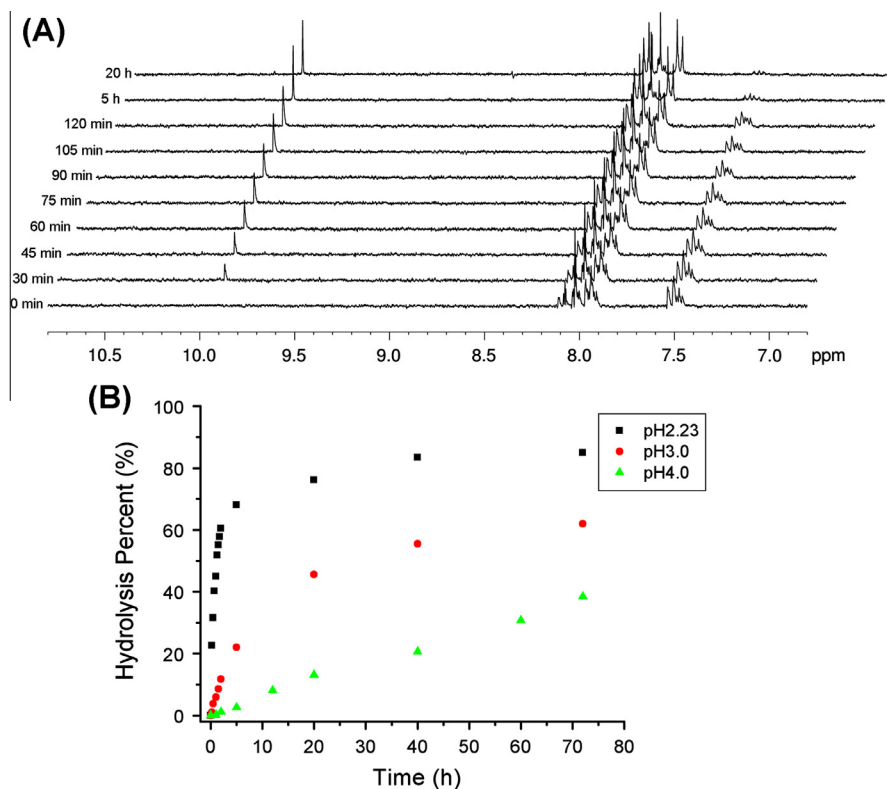 (A)
20 h
5 h
120 min
105 min
90 min
75 min
60 min
45 min
30 min
0 min
10.5 10.0 9.5 9.0 8.5 8.0 7.5 7.0 ppm
(B)
100
80
60
40
20
0
Hydrolysis Percent (%)
pH2.23
pH3.0
pH4.0
0 10 20 30 40 50 60 70 80
Time (h)